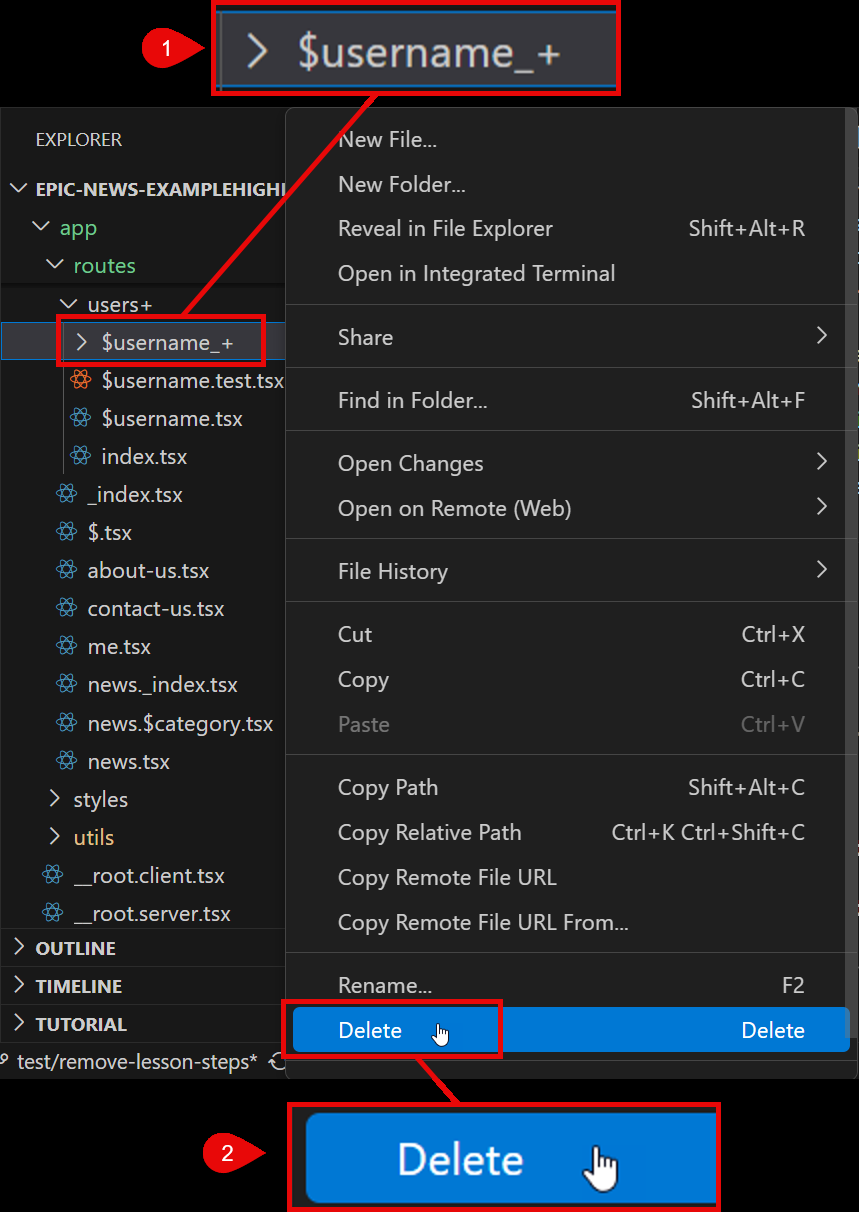 1
$username_+
EXPLORER
EPIC-NEWS-EXAMPLEHIGHI
app
routes
users+
$username_+
$username.test.tsx
$username.tsx
index.tsx
_index.tsx
$.tsx
about-us.tsx
contact-us.tsx
me.tsx
news._index.tsx
news.$category.tsx
news.tsx
styles
utils
__root.client.tsx
__root.server.tsx
OUTLINE
TIMELINE
TUTORIAL
test/remove-lesson-steps*
New File...
New Folder...
Reveal in File Explorer Shift+Alt+R
Open in Integrated Terminal
Share
Find in Folder... Shift+Alt+F
Open Changes
Open on Remote (Web)
File History
Cut Ctrl+X
Copy Ctrl+C
Paste Ctrl+V
Copy Path Shift+Alt+C
Copy Relative Path Ctrl+K Ctrl+Shift+C
Copy Remote File URL
Copy Remote File URL From...
Rename... F2
Delete Delete
2
Delete